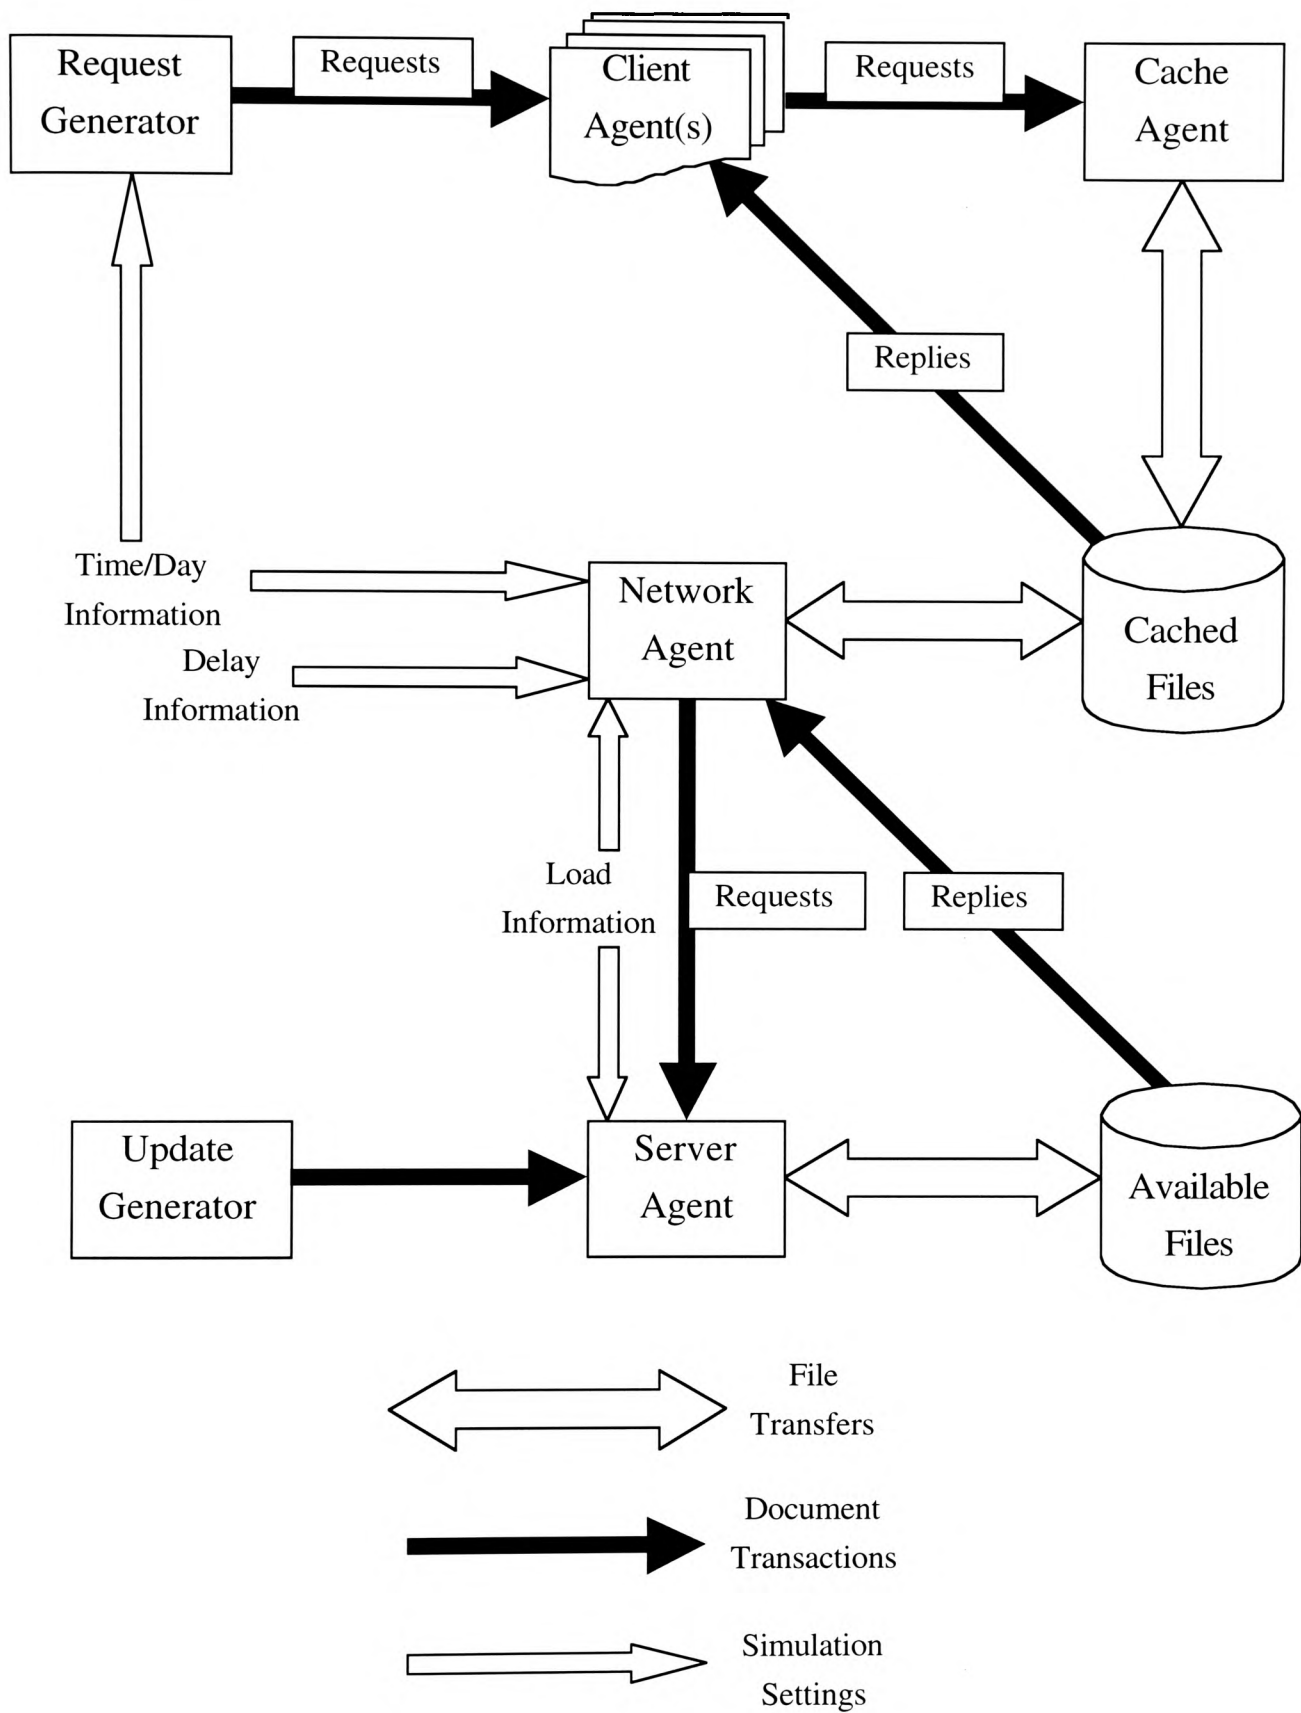 Request
Generator
Requests
Client
Agent(s)
Requests
Cache
Agent
Replies
Time/Day
Information
Delay
Information
Network
Agent
Cached
Files
Load
Information
Requests
Replies
Update
Generator
Server
Agent
Available
Files
File
Transfers
Document
Transactions
Simulation
Settings